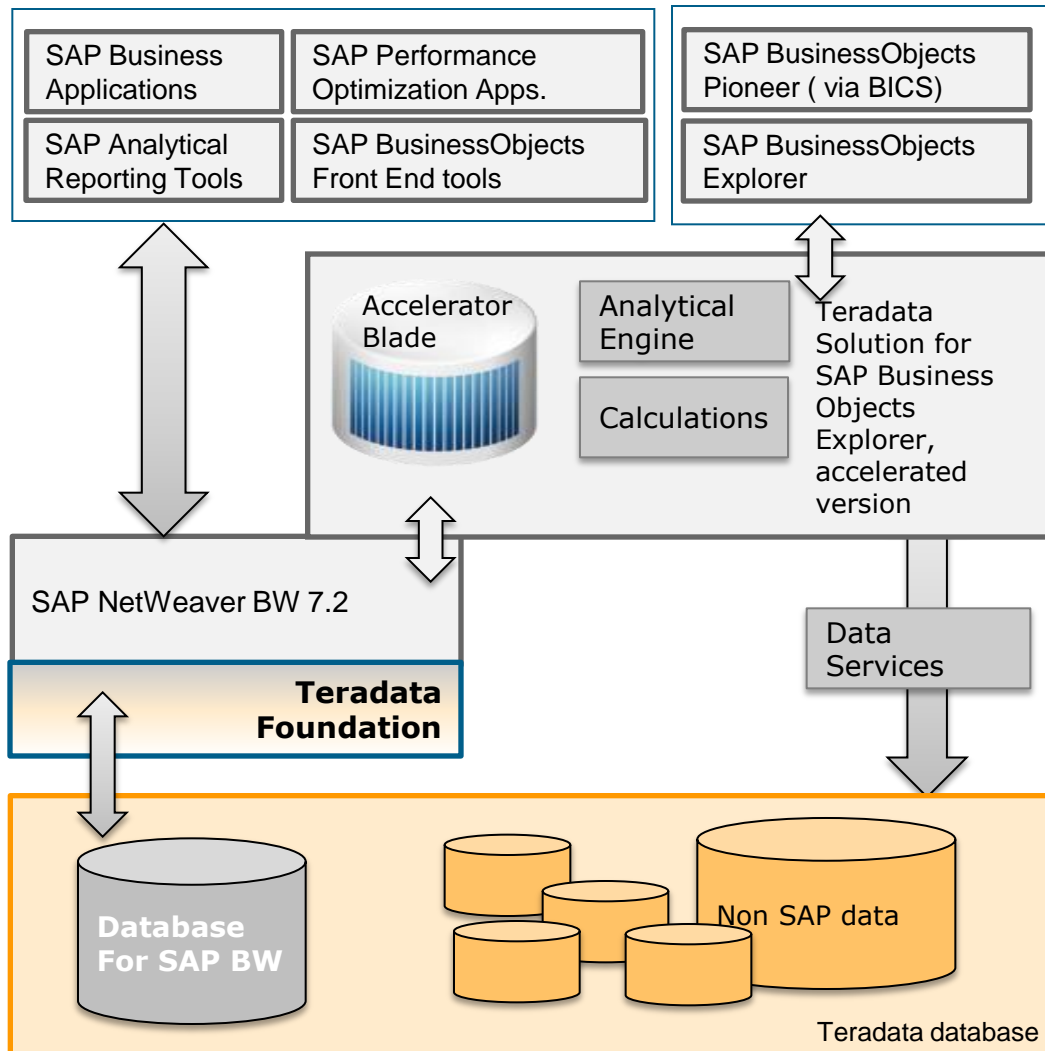 SAP Business
Applications
SAP Performance
Optimization Apps.
SAP Analytical
Reporting Tools
SAP BusinessObjects
Front End tools
SAP BusinessObjects
Pioneer ( via BICS)
SAP BusinessObjects
Explorer
Accelerator
Blade
Analytical
Engine
Calculations
Teradata
Solution for
SAP Business
Objects
Explorer,
accelerated
version
SAP NetWeaver BW 7.2
Teradata
Foundation
Data
Services
Database
For SAP BW
Non SAP data
Teradata database